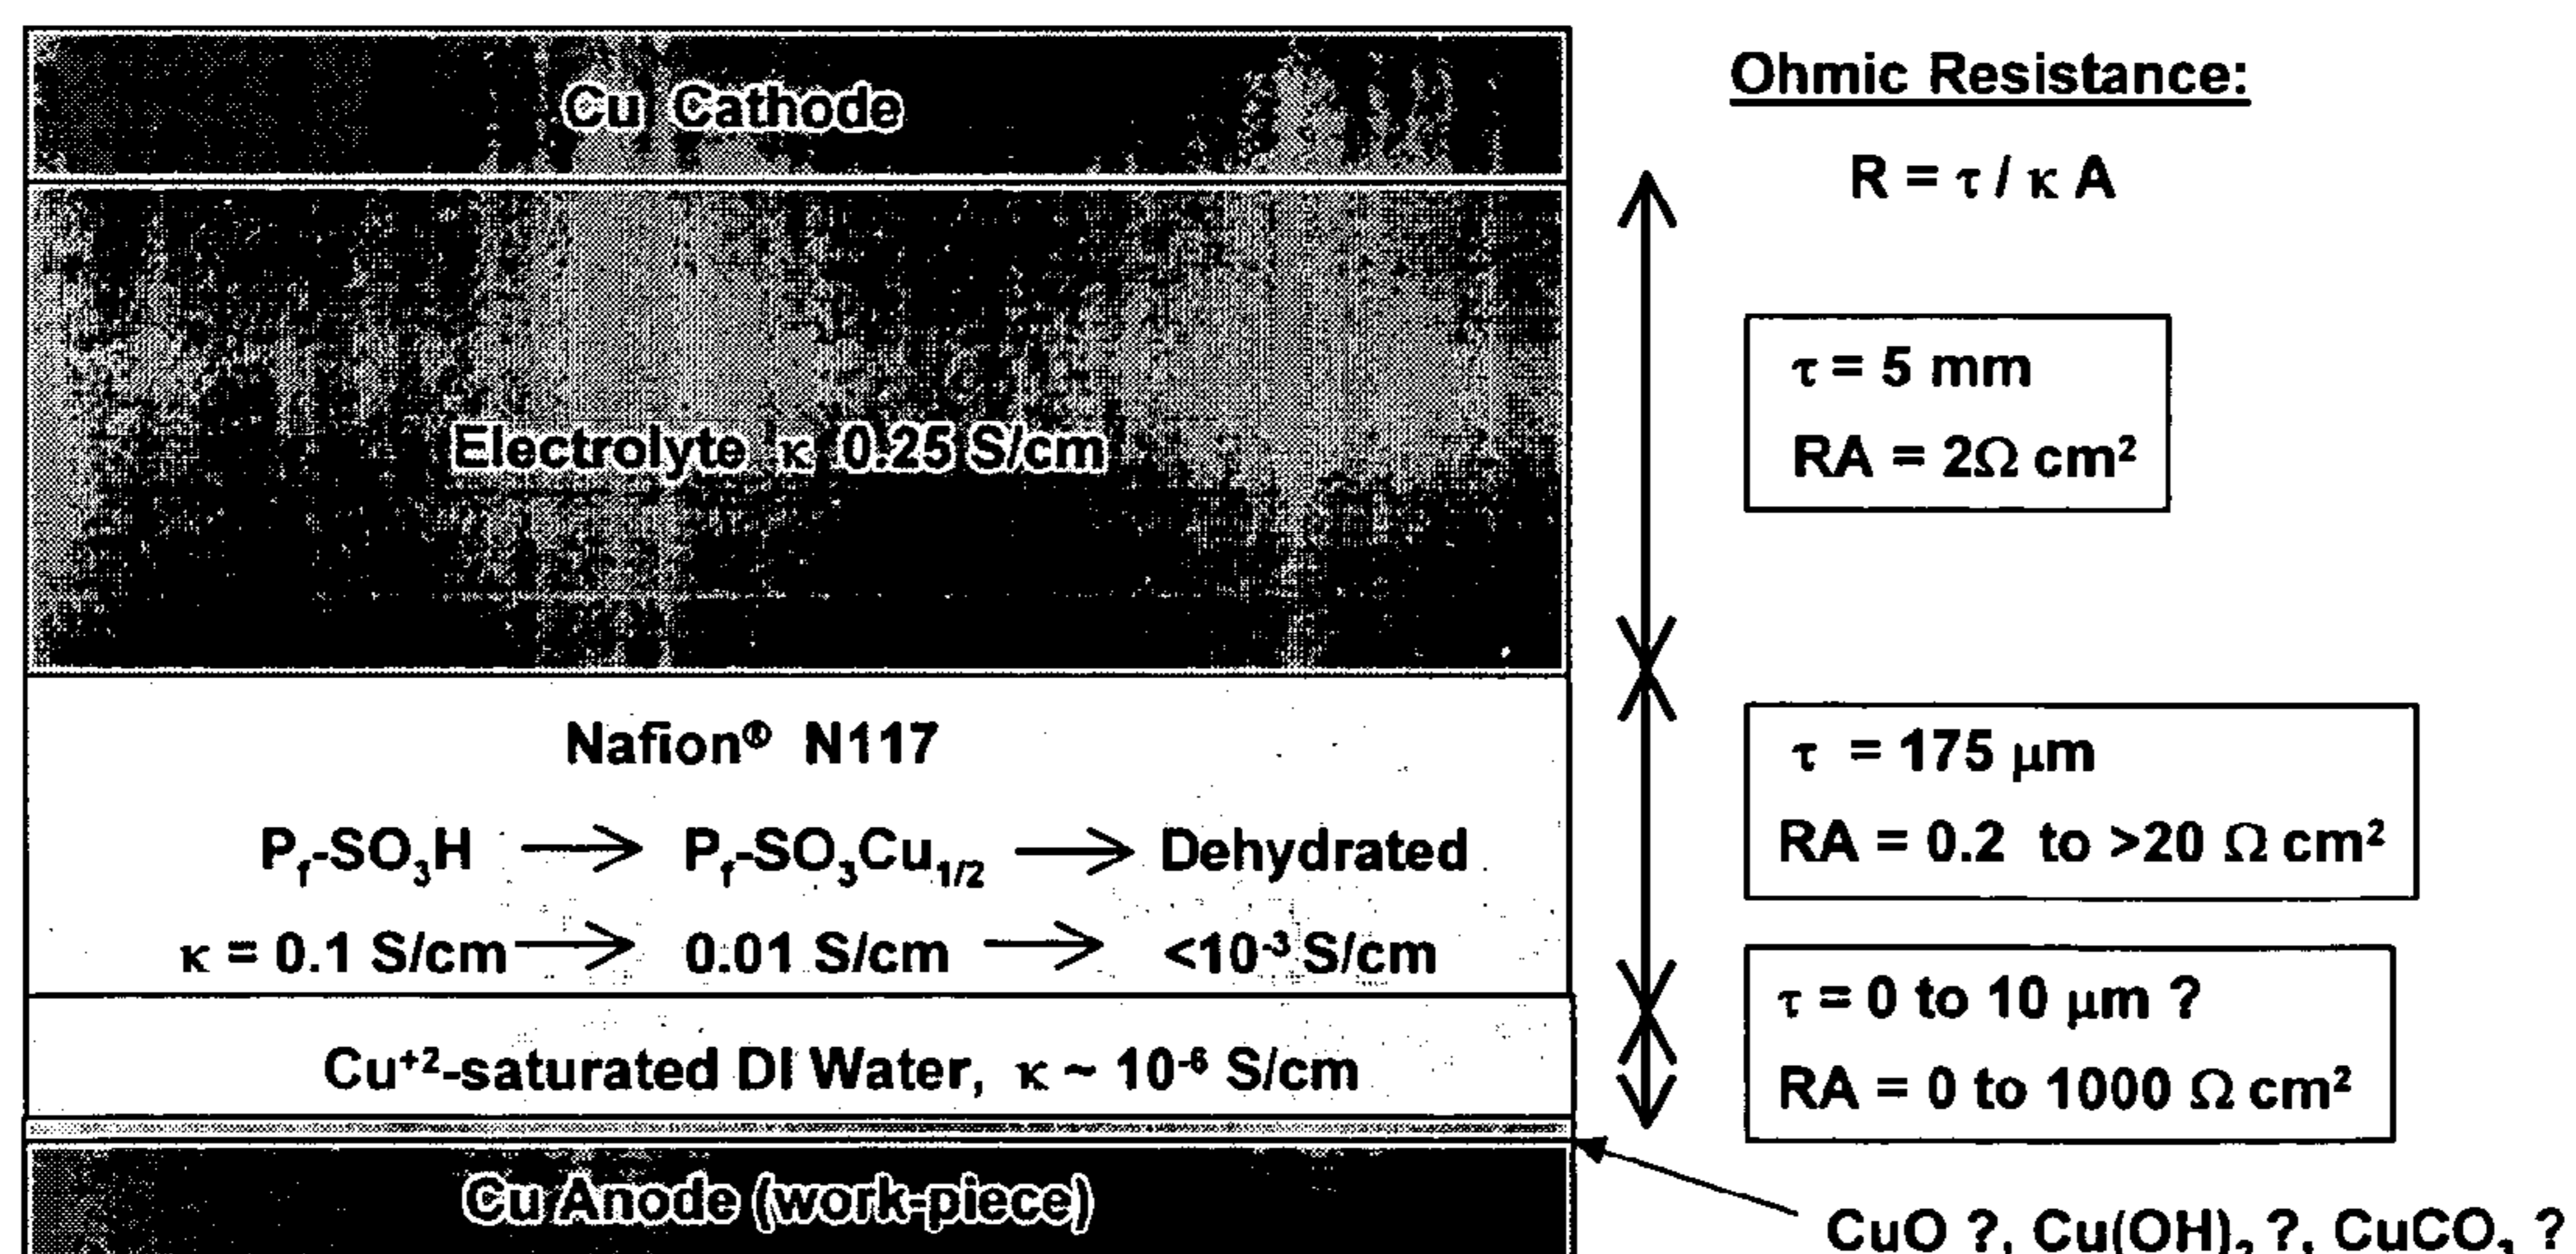 Cu Cathode
Ohmic Resistance:
R = τ / κ A
Electrolyte κ 0.25 S/cm
τ = 5 mm
RA = 2Ω cm²
Nafion® N117
P_f-SO₃H → P_f-SO₃Cu₁/₂ → Dehydrated
κ = 0.1 S/cm → 0.01 S/cm → <10⁻³ S/cm
τ = 175 μm
RA = 0.2 to >20 Ω cm²
Cu⁺²-saturated DI Water, κ ~ 10⁻⁶ S/cm
τ = 0 to 10 μm ?
RA = 0 to 1000 Ω cm²
Cu Anode (work-piece)
CuO ?, Cu(OH)₂ ?, CuCO₃ ?